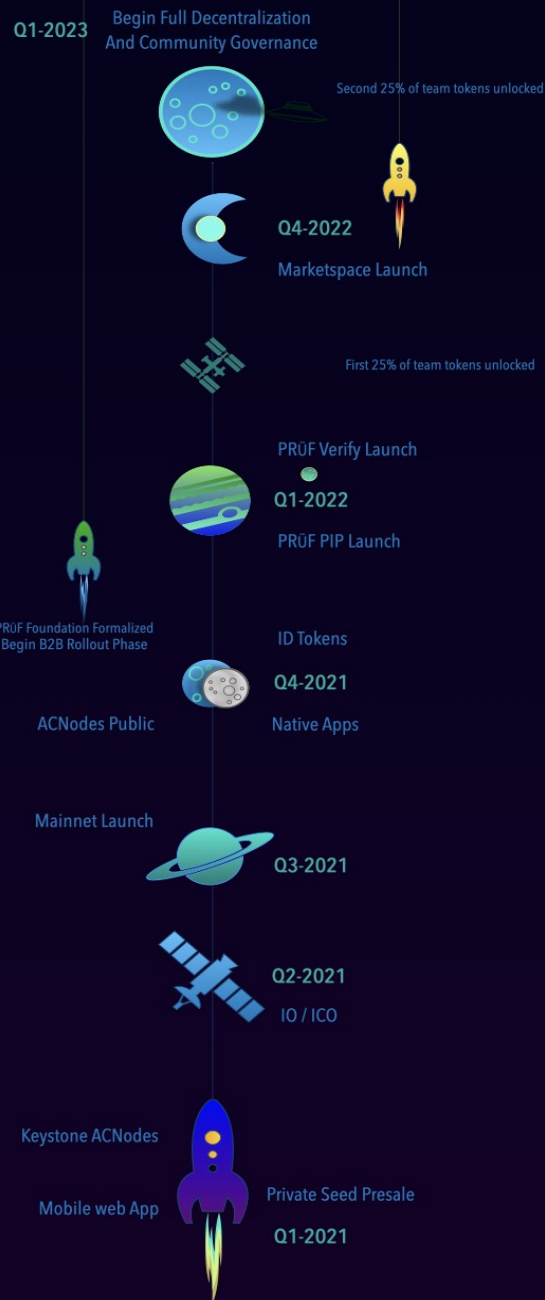 Q1-2023
Begin Full Decentralization
And Community Governance
Second 25% of team tokens unlocked
Q4-2022
Marketspace Launch
First 25% of team tokens unlocked
PRÜF Verify Launch
Q1-2022
PRÜF PIP Launch
PRÜF Foundation Formalized
Begin B2B Rollout Phase
ID Tokens
Q4-2021
ACNodes Public
Native Apps
Mainnet Launch
Q3-2021
Q2-2021
IO / ICO
Keystone ACNodes
Private Seed Presale
Mobile web App
Q1-2021